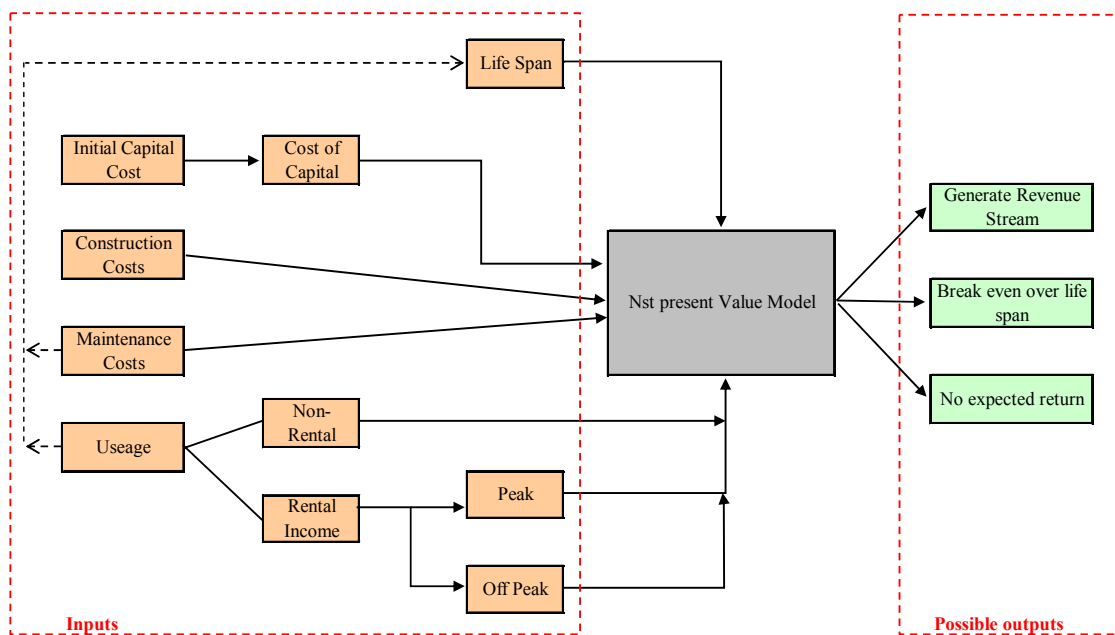 Life Span
Initial Capital
Cost
Cost of
Capital
Construction
Costs
Maintenance
Costs
Useage
Non-
Rental
Rental
Income
Peak
Off Peak
Inputs
Nst present Value Model
Generate Revenue
Stream
Break even over life
span
No expected return
Possible outputs